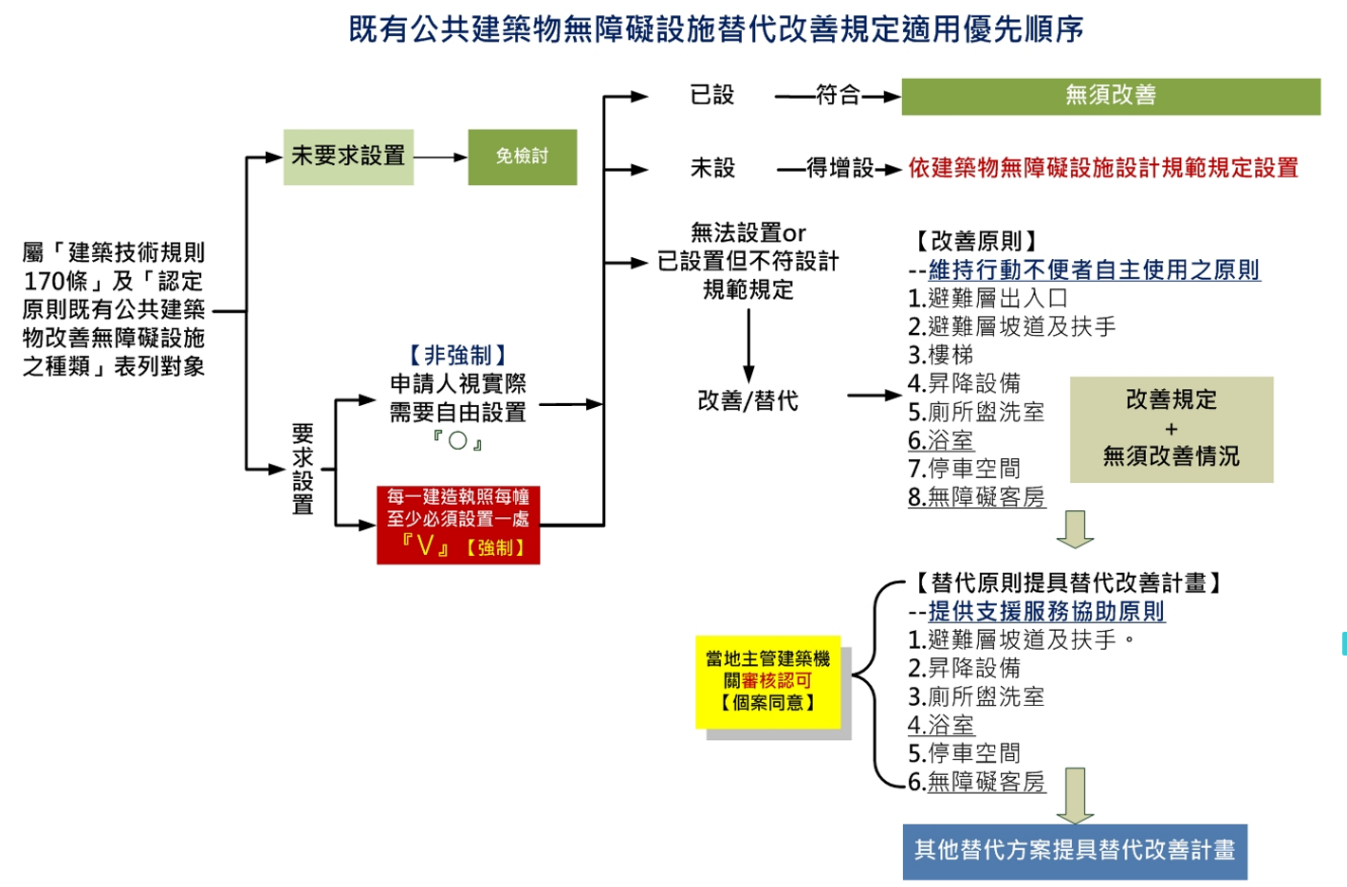 既有公共建築物無障礙設施替代改善規定適用優先順序
屬「建築技術規則
170條」及「認定
原則既有公共建築
物改善無障礙設施
之種類」表列對象
未要求設置
免檢討
要求設置
【非強制】
申請人視實際
需要自由設置
『○』
每一建造執照每幢
至少必須設置一處
『V』【強制】
已設
符合
無須改善
未設
得增設
依建築物無障礙設施設計規範規定設置
無法設置or
已設置但不符設計
規範規定
改善/替代
【改善原則】
--維持行動不便者自主使用之原則
1.避難層出入口
2.避難層坡道及扶手
3.樓梯
4.昇降設備
5.廁所盥洗室
6.浴室
7.停車空間
8.無障礙客房
改善規定
+
無須改善情況
【替代原則提具替代改善計畫】
--提供支援服務協助原則
1.避難層坡道及扶手。
2.昇降設備
3.廁所盥洗室
4.浴室
5.停車空間
6.無障礙客房
當地主管建築機
關審核認可
【個案同意】
其他替代方案提具替代改善計畫